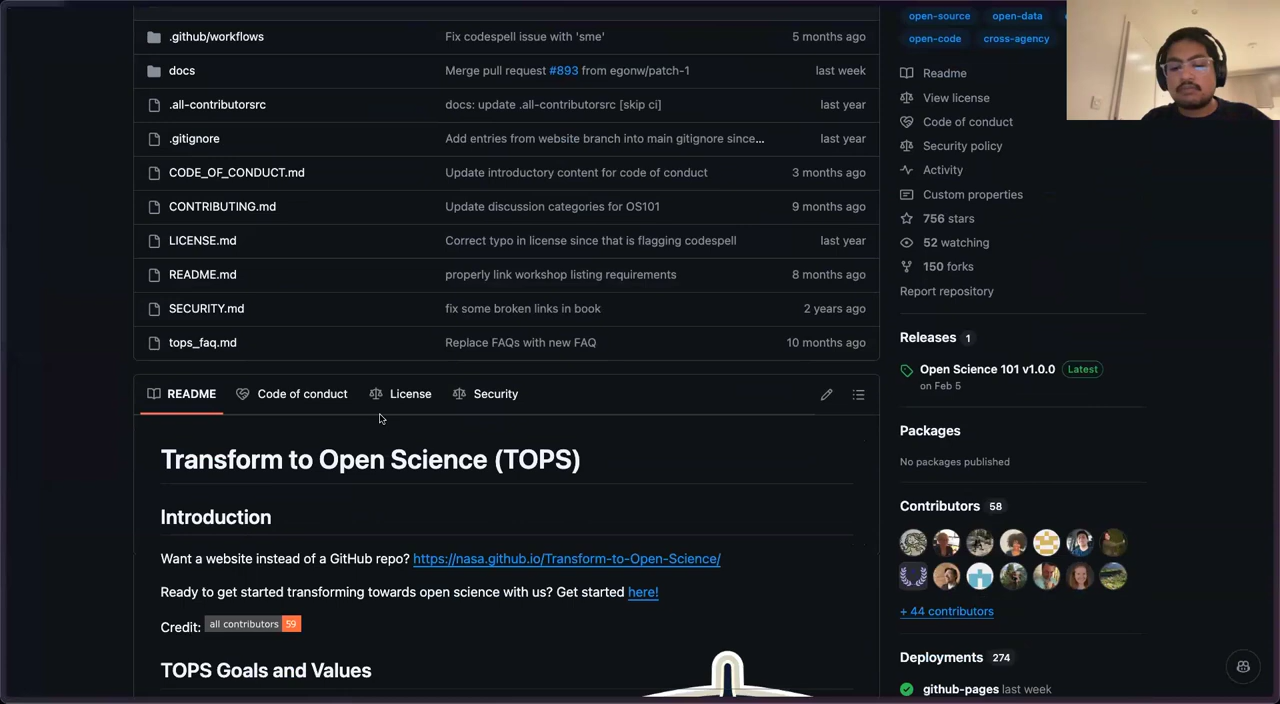 .github/workflows Fix codespell issue with 'sme' 5 months ago
docs Merge pull request #893 from egonw/patch-1 last week
.all-contributorsrc docs: update .all-contributorsrc [skip ci] last year
.gitignore Add entries from website branch into main gitignore since... last year
CODE_OF_CONDUCT.md Update introductory content for code of conduct 3 months ago
CONTRIBUTING.md Update discussion categories for OS101 9 months ago
LICENSE.md Correct typo in license since that is flagging codespell last year
README.md properly link workshop listing requirements 8 months ago
SECURITY.md fix some broken links in book 2 years ago
tops_faq.md Replace FAQs with new FAQ 10 months ago
README Code of conduct License Security
Transform to Open Science (TOPS)
Introduction
Want a website instead of a GitHub repo? https://nasa.github.io/Transform-to-Open-Science/
Ready to get started transforming towards open science with us? Get started here!
Credit: all contributors 59
TOPS Goals and Values
open-source open-data
open-code cross-agency
Readme
View license
Code of conduct
Security policy
Activity
Custom properties
756 stars
52 watching
150 forks
Report repository
Releases 1
Open Science 101 v1.0.0 Latest
on Feb 5
Packages
No packages published
Contributors 58
+ 44 contributors
Deployments 274
github-pages last week